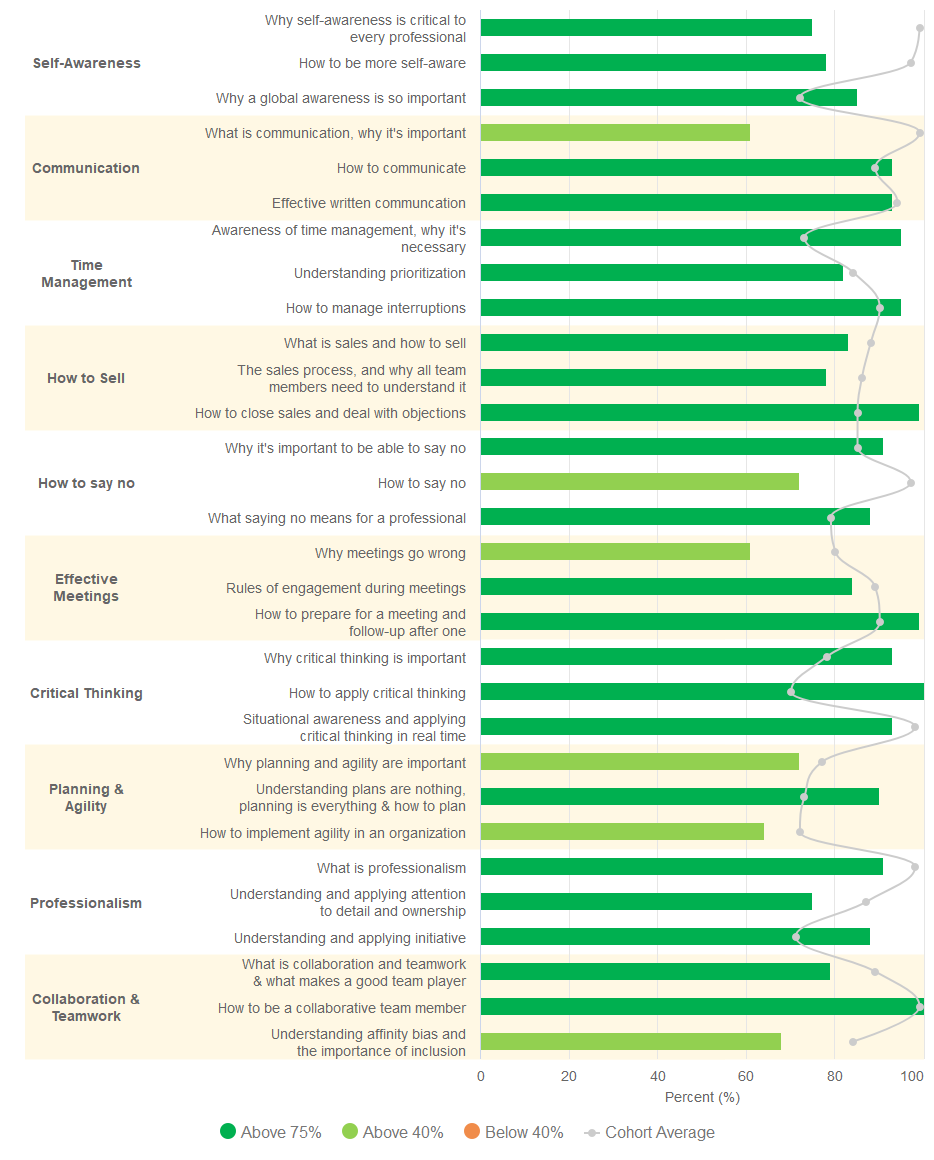 Why self-awareness is critical to
every professional
Self-Awareness
How to be more self-aware
Why a global awareness is so important
What is communication, why it's important
Communication
How to communicate
Effective written communcation
Awareness of time management, why it's
necessary
Time
Management
Understanding prioritization
How to manage interruptions
What is sales and how to sell
How to Sell
The sales process, and why all team
members need to understand it
How to close sales and deal with objections
Why it's important to be able to say no
How to say no
How to say no
What saying no means for a professional
Why meetings go wrong
Effective
Meetings
Rules of engagement during meetings
How to prepare for a meeting and
follow-up after one
Why critical thinking is important
Critical Thinking
How to apply critical thinking
Situational awareness and applying
critical thinking in real time
Why planning and agility are important
Planning &
Agility
Understanding plans are nothing,
planning is everything & how to plan
How to implement agility in an organization
What is professionalism
Professionalism
Understanding and applying attention
to detail and ownership
Understanding and applying initiative
What is collaboration and teamwork
& what makes a good team player
Collaboration &
Teamwork
How to be a collaborative team member
Understanding affinity bias and
the importance of inclusion
0 20 40 60 80 100
Percent (%)
Above 75% Above 40% Below 40% Cohort Average